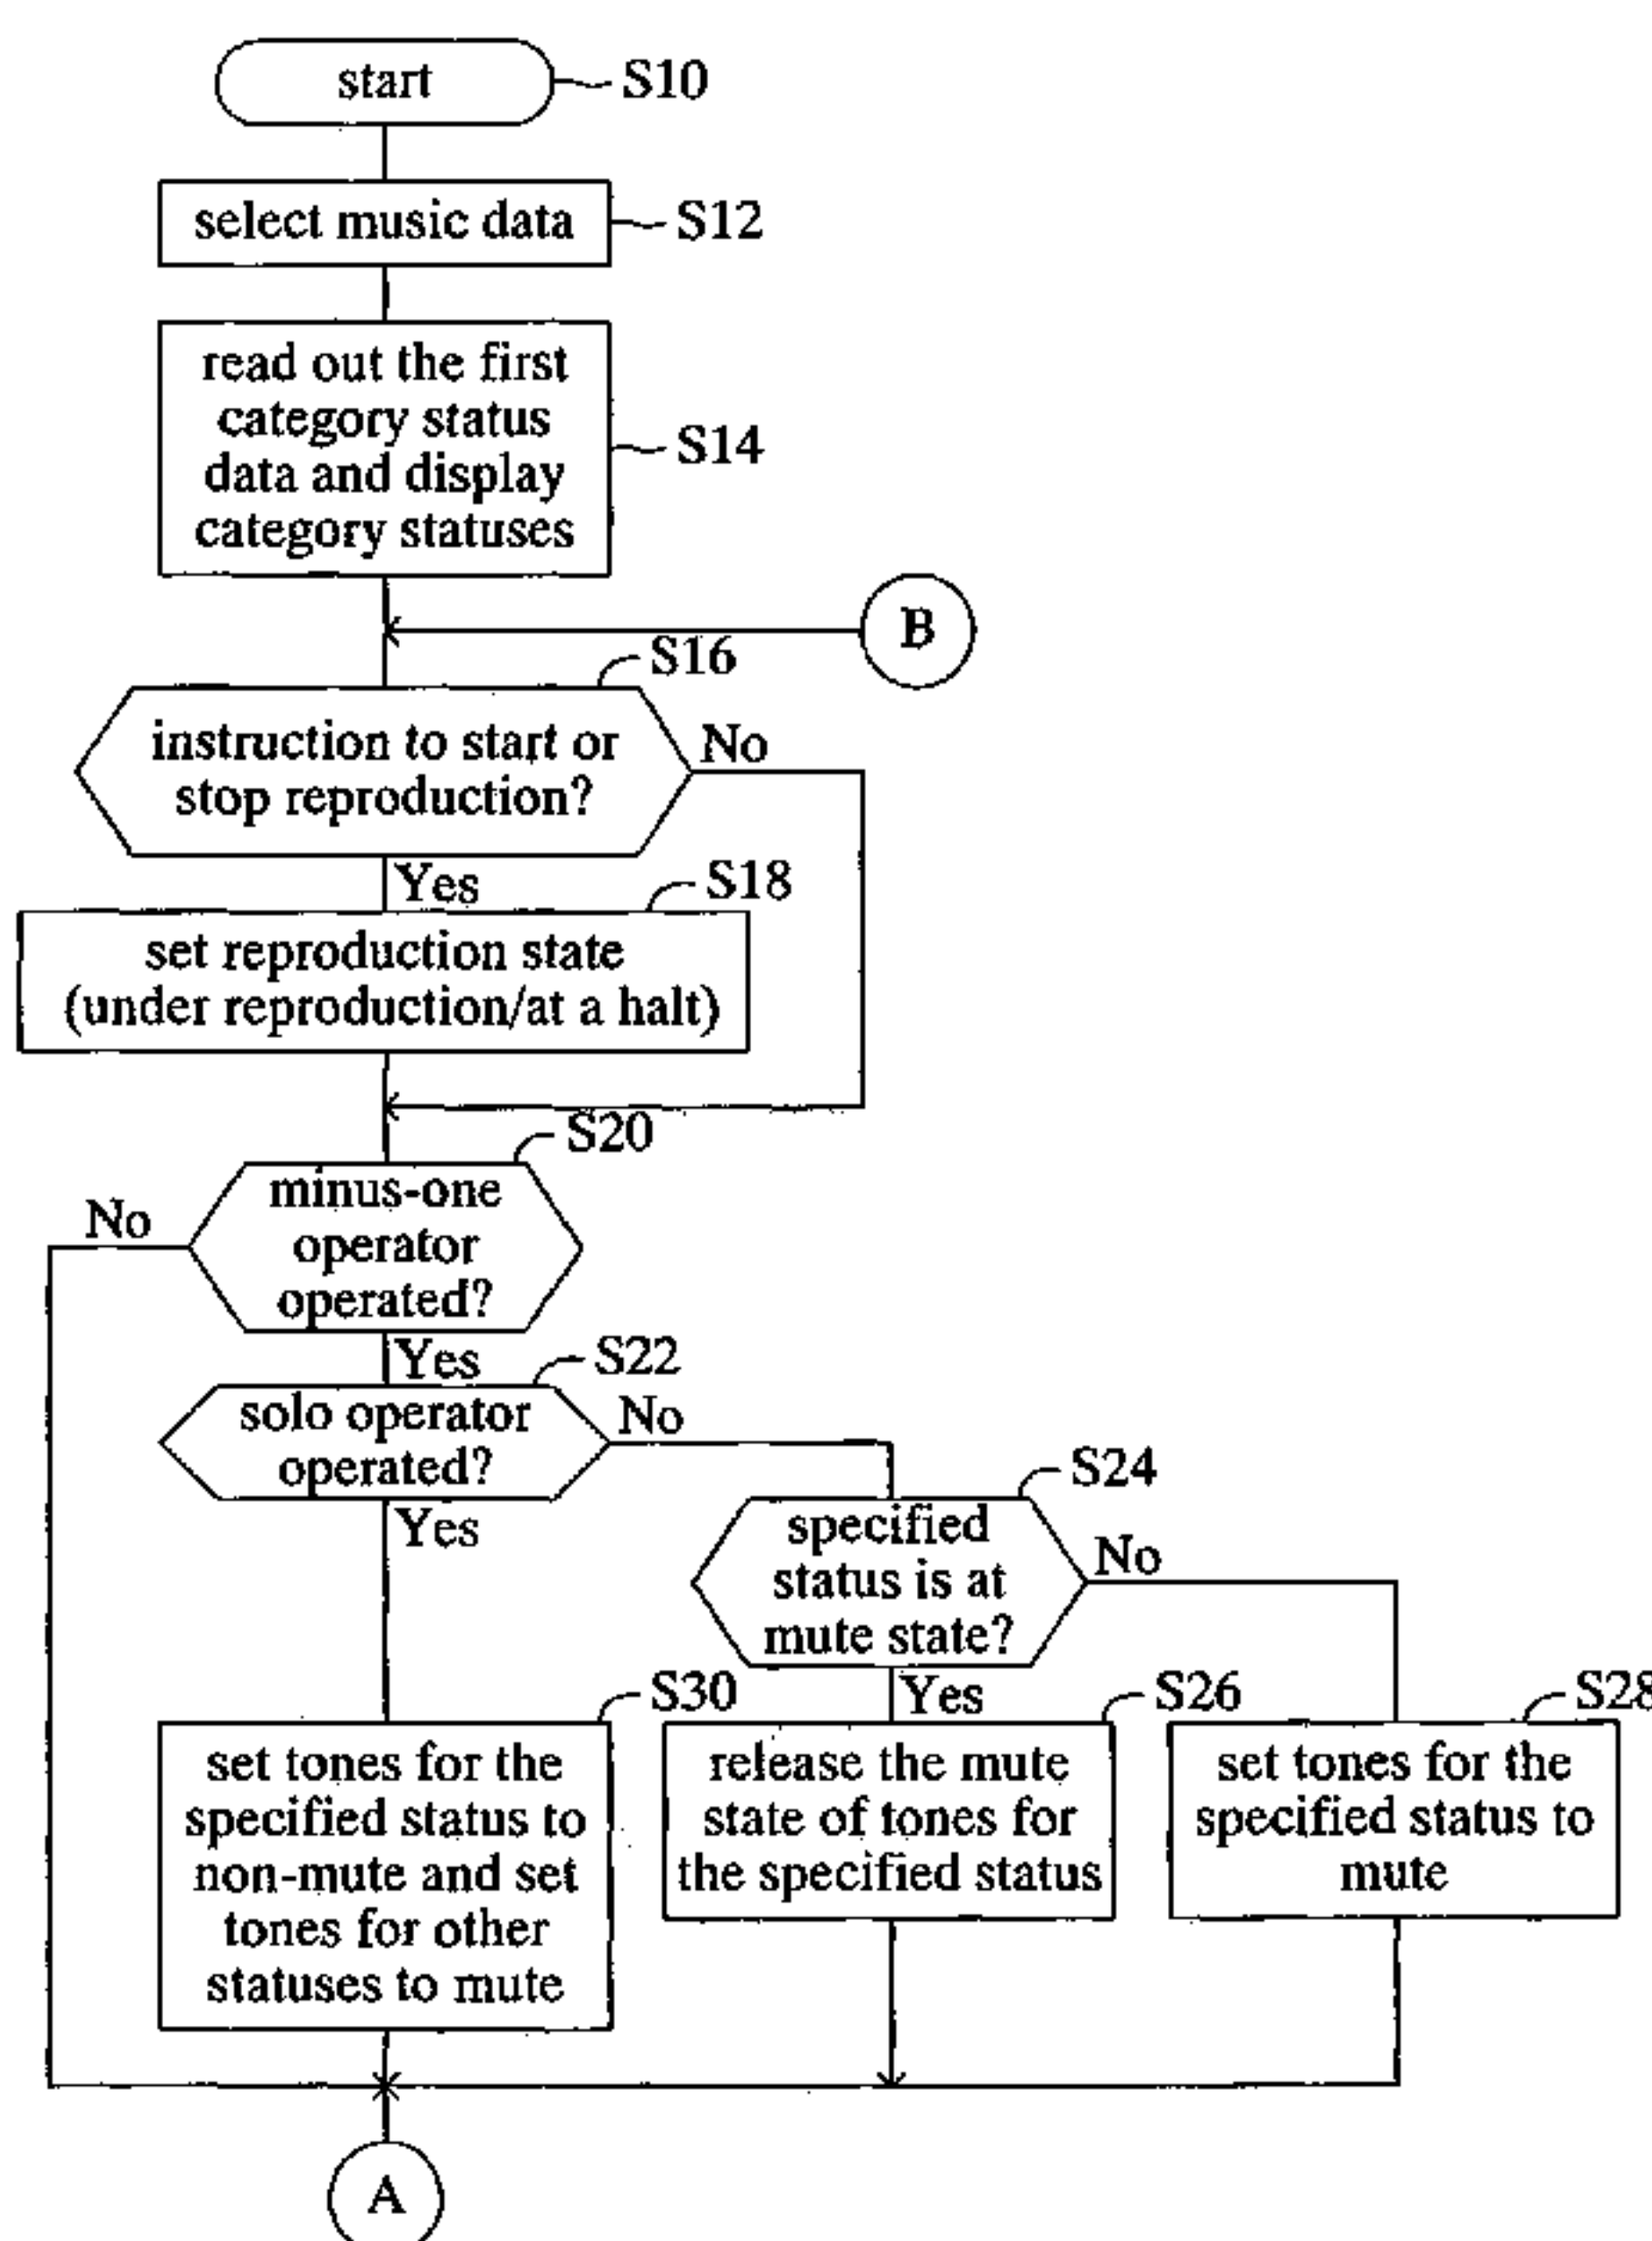 start
S10
select music data
S12
read out the first
category status
data and display
category statuses
S14
B
S16
instruction to start or
stop reproduction?
No
Yes
S18
set reproduction state
(under reproduction/at a halt)
S20
minus-one
operator
operated?
No
Yes
S22
solo operator
operated?
No
Yes
S24
specified
status is at
mute state?
No
Yes
S30
set tones for the
specified status to
non-mute and set
tones for other
statuses to mute
S26
release the mute
state of tones for
the specified status
S28
set tones for the
specified status to
mute
A